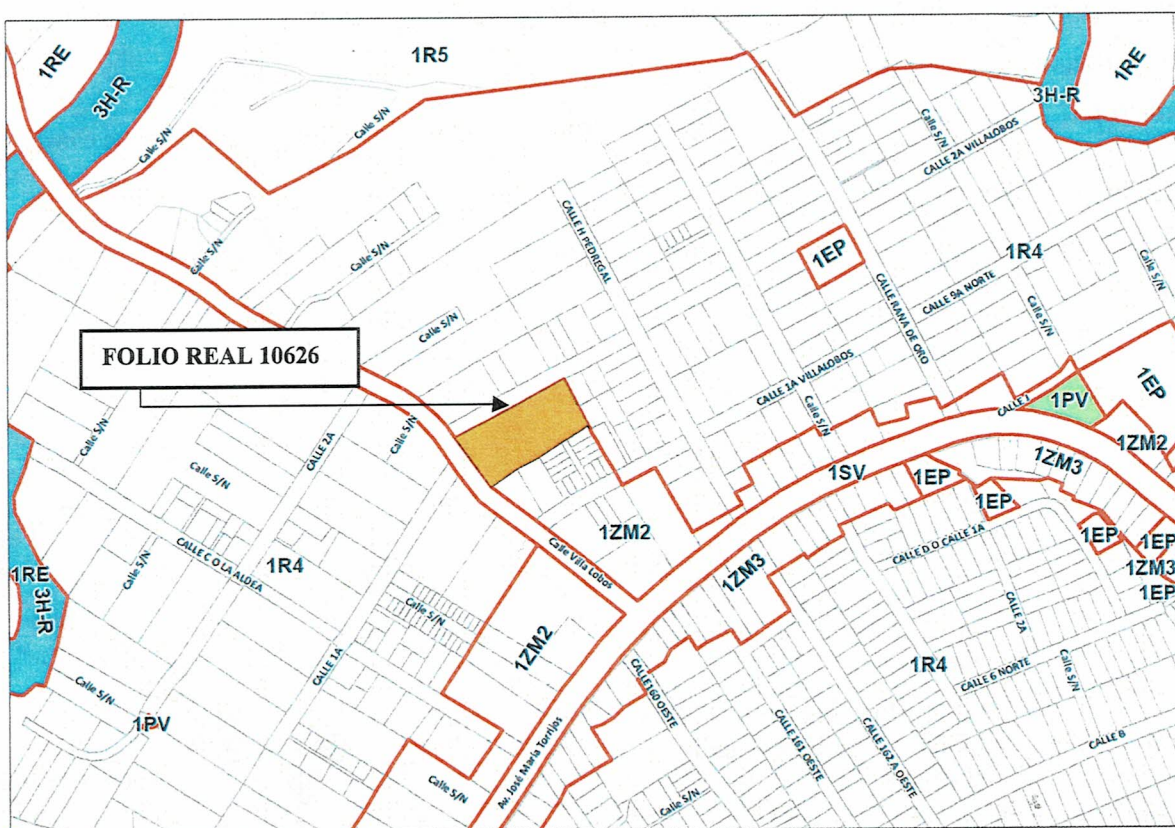 1RE
3H-R
1R5
1RE
3H-R
Calle S/N
Calle S/N
Calle S/N
CALLE 2A VILLALOBOS
Calle S/N
Calle S/N
CALLE H PEDREGAL
1EP
1R4
CALLE 9A NORTE
Calle S/N
CALLE RANA DE ORO
Calle S/N
Calle S/N
FOLIO REAL 10626
CALLE 1A VILLALOBOS
Calle S/N
CALLE I
1PV
1EP
1ZM2
Calle S/N
CALLE 2A
Calle S/N
Calle S/N
1SV
1EP
1ZM3
1EP
1EP
1EP
1ZM3
1EP
1ZM2
Calle Villa Lobos
1ZM3
CALLE D O CALLE 1A
CALLE C O LA ALDEA
Calle S/N
1R4
1RE
3H-R
Calle S/N
CALLE 1A
1ZM2
CALLE 2A
1R4
CALLE 6 NORTE
Calle S/N
Calle S/N
1PV
CALLE 160 OESTE
CALLE 161 OESTE
CALLE 162 A OESTE
CALLE B
Av. José María Torrijos
Calle S/N
Calle S/N